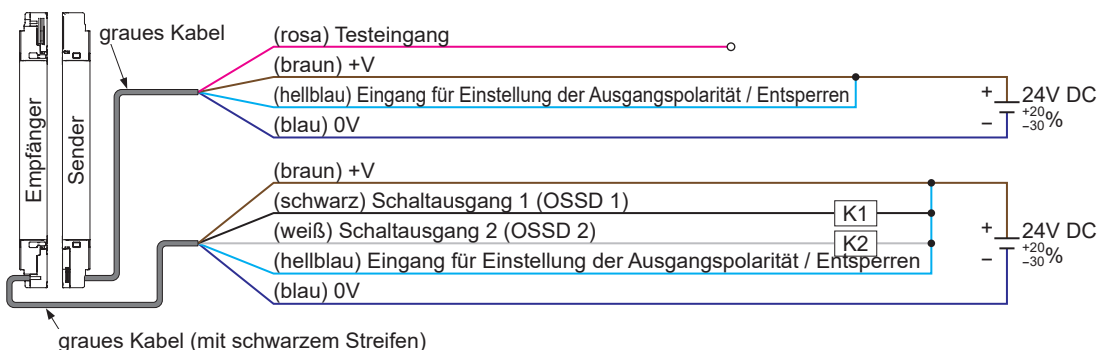 graues Kabel
(rosa) Testeingang
(braun) +V
(hellblau) Eingang für Einstellung der Ausgangspolarität / Entsperren
(blau) 0V
+
–
24V DC
+20
–30 %
Empfänger
Sender
(braun) +V
(schwarz) Schaltausgang 1 (OSSD 1)
K1
(weiß) Schaltausgang 2 (OSSD 2)
K2
(hellblau) Eingang für Einstellung der Ausgangspolarität / Entsperren
(blau) 0V
+
–
24V DC
+20
–30 %
graues Kabel (mit schwarzem Streifen)